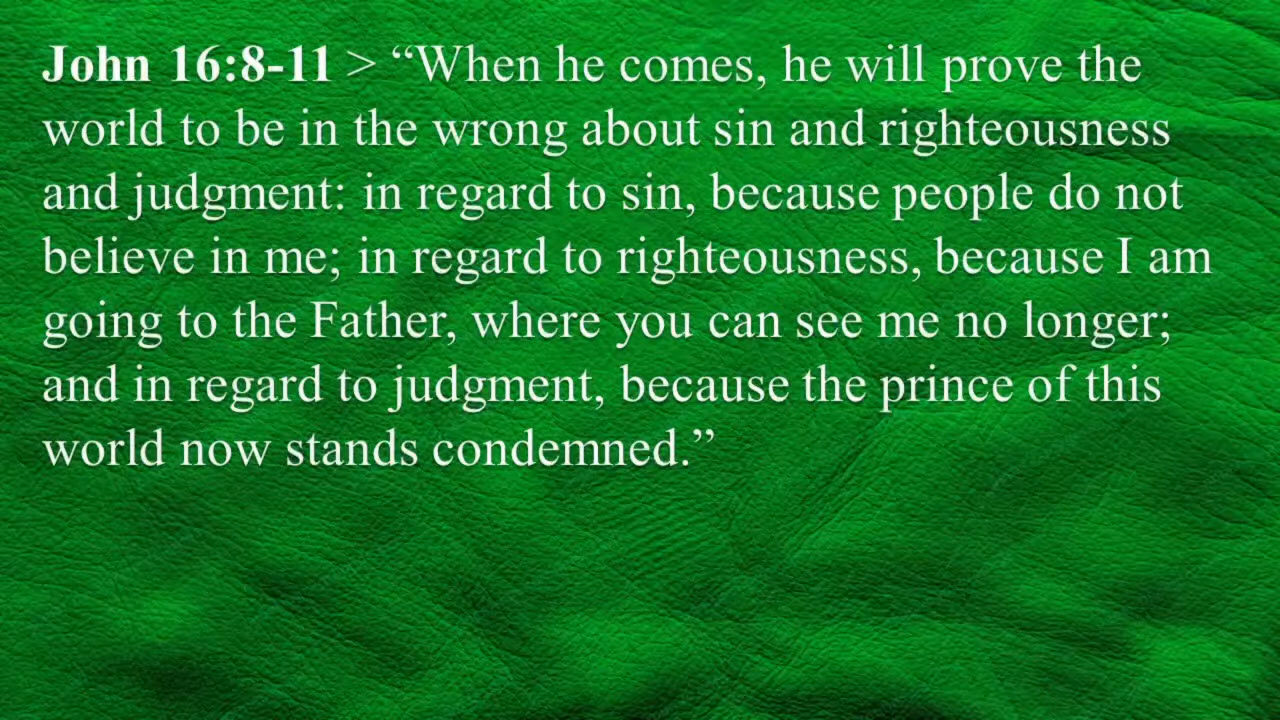 John 16:8-11 > “When he comes, he will prove the
world to be in the wrong about sin and righteousness
and judgment: in regard to sin, because people do not
believe in me; in regard to righteousness, because I am
going to the Father, where you can see me no longer;
and in regard to judgment, because the prince of this
world now stands condemned.”